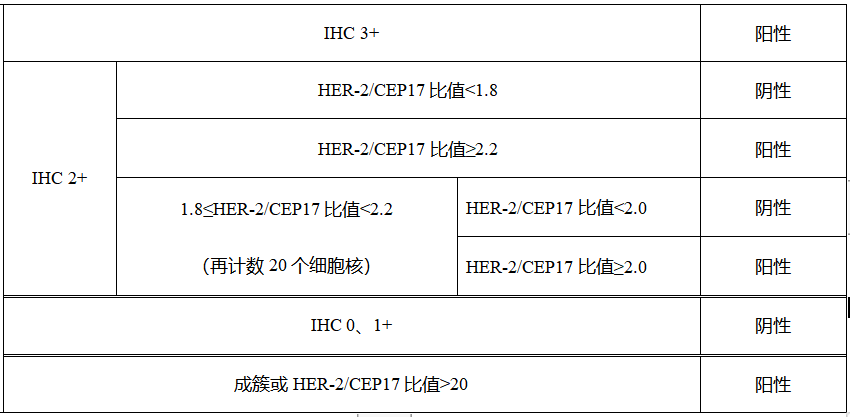 IHC 3+
阳性
IHC 2+
HER-2/CEP17 比值<1.8
阴性
HER-2/CEP17 比值≥2.2
阳性
1.8≤HER-2/CEP17 比值<2.2
（再计数 20 个细胞核）
HER-2/CEP17 比值<2.0
阴性
HER-2/CEP17 比值≥2.0
阳性
IHC 0、1+
阴性
成簇或 HER-2/CEP17 比值>20
阳性